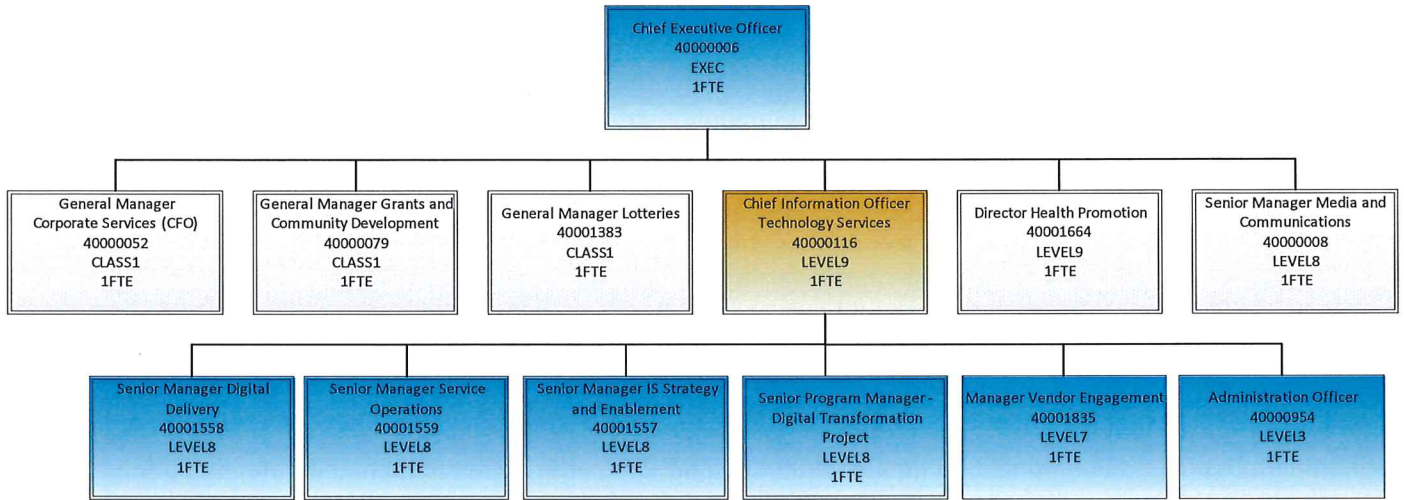 Chief Executive Officer
40000006
EXEC
1FTE
General Manager
Corporate Services (CFO)
40000052
CLASS1
1FTE
General Manager Grants and
Community Development
40000079
CLASS1
1FTE
General Manager Lotteries
40001383
CLASS1
1FTE
Chief Information Officer
Technology Services
40000116
LEVEL9
1FTE
Director Health Promotion
40001664
LEVEL9
1FTE
Senior Manager Media and
Communications
40000008
LEVEL8
1FTE
Senior Manager Digital
Delivery
40001558
LEVEL8
1FTE
Senior Manager Service
Operations
40001559
LEVEL8
1FTE
Senior Manager IS Strategy
and Enablement
40001557
LEVEL8
1FTE
Senior Program Manager -
Digital Transformation
Project
LEVEL8
1FTE
Manager Vendor Engagement
40001835
LEVEL7
1FTE
Administration Officer
40000954
LEVEL3
1FTE